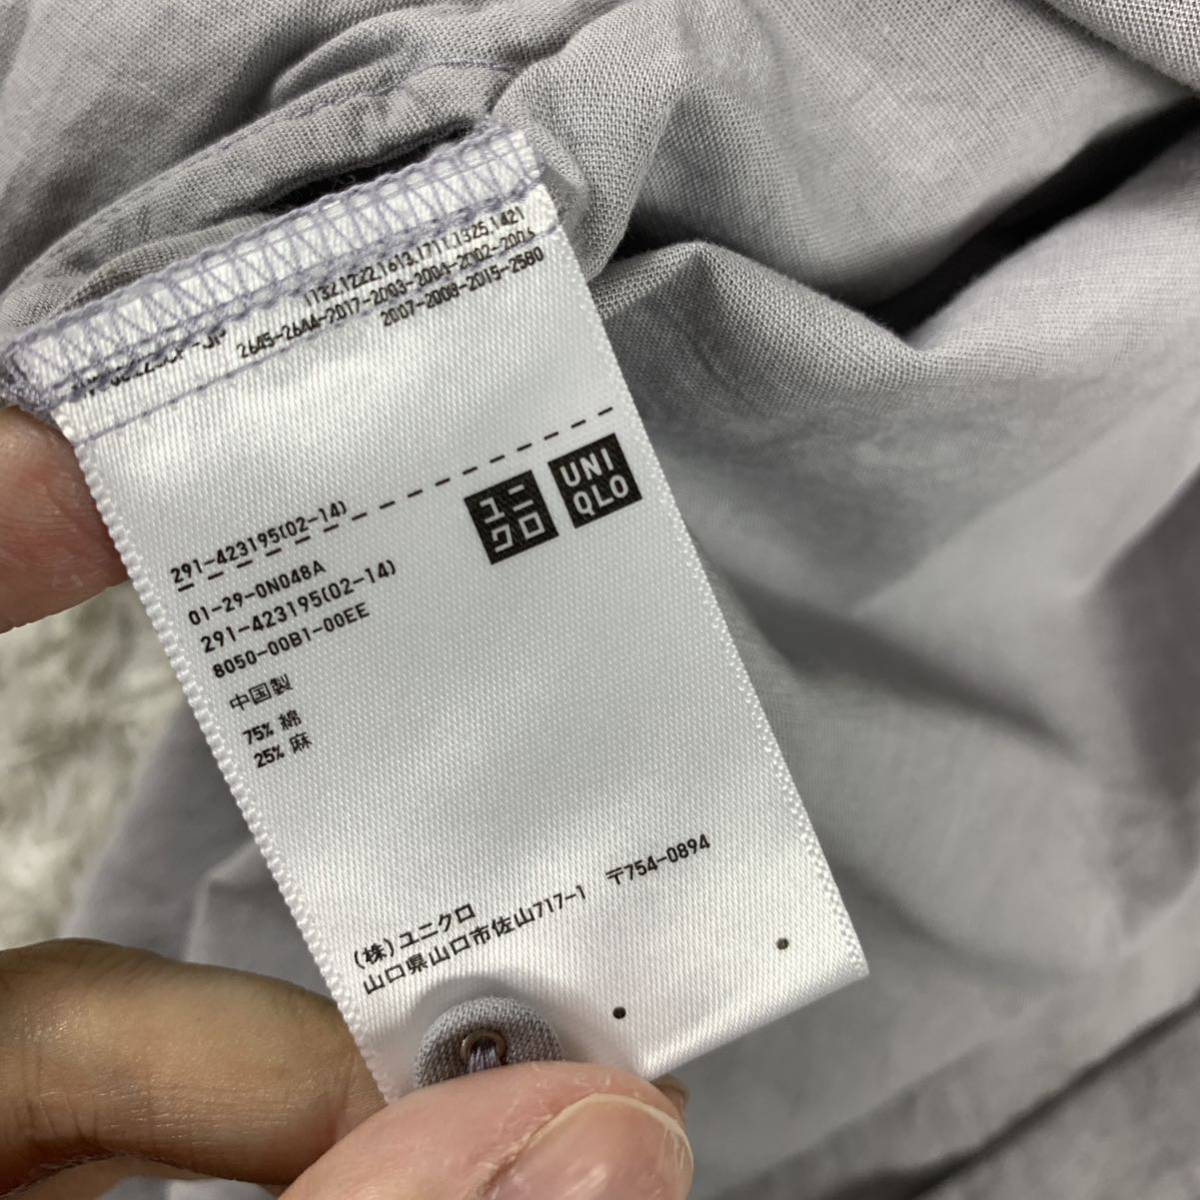 1132.1222.1613.1711.1325.1421
2645-2644-2017-2003-2004-2002-2006
2007-2008-2015-2580
291-423195(02-14)
ユニクロ
UNIQLO
01-29-0N048A
291-423195(02-14)
8050-00B1-00EE
中国製
75% 綿
25% 麻
(株)ユニクロ
山口県山口市佐山717-1 〒754-0894